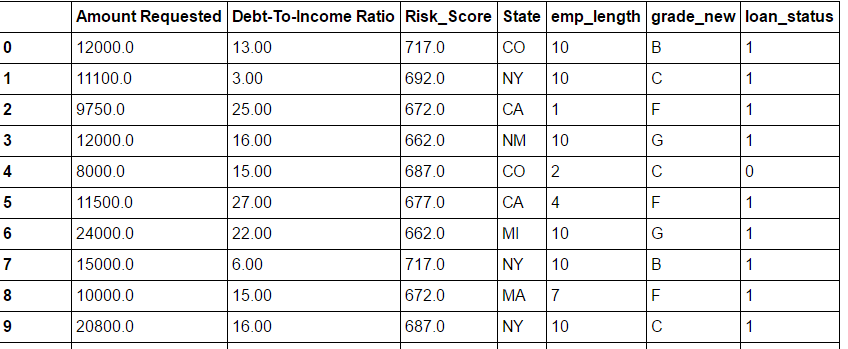 Amount Requested Debt-To-Income Ratio Risk_Score State emp_length grade_new loan_status
0 12000.0 13.00 717.0 CO 10 B 1
1 11100.0 3.00 692.0 NY 10 C 1
2 9750.0 25.00 672.0 CA 1 F 1
3 12000.0 16.00 662.0 NM 10 G 1
4 8000.0 15.00 687.0 CO 2 C 0
5 11500.0 27.00 677.0 CA 4 F 1
6 24000.0 22.00 662.0 MI 10 G 1
7 15000.0 6.00 717.0 NY 10 B 1
8 10000.0 15.00 672.0 MA 7 F 1
9 20800.0 16.00 687.0 NY 10 C 1